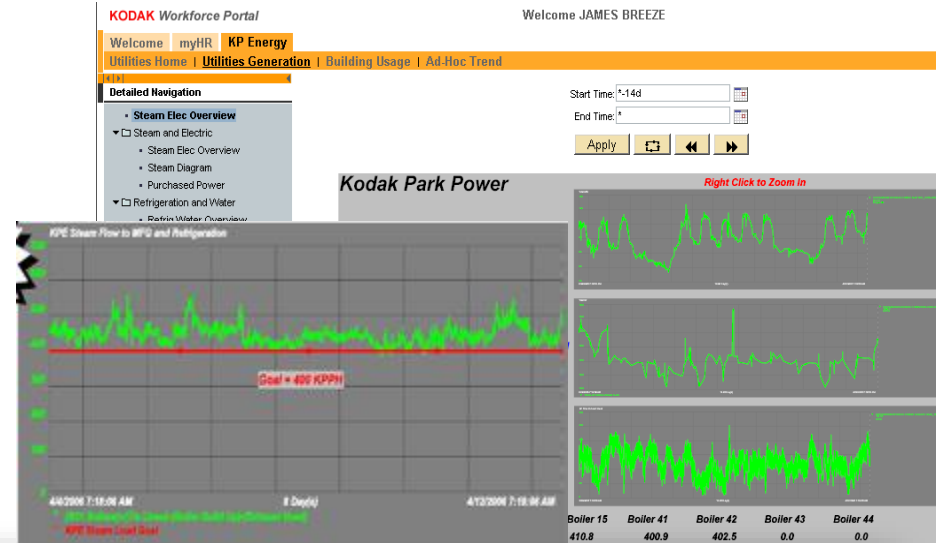 KODAK Workforce Portal
Welcome JAMES BREEZE
Welcome myHR KP Energy
Utilities Home | Utilities Generation | Building Usage | Ad-Hoc Trend
Detailed Navigation
Start Time: *-14d
End Time: *
Apply
Steam Elec Overview
Steam and Electric
Steam Elec Overview
Steam Diagram
Purchased Power
Refrigeration and Water
Refrig Water Overview
Kodak Park Power
Right Click to Zoom In
KPE Steam Flow to MFG and Refrigeration
Goal = 400 KPPH
4/4/2006 7:18:06 AM
8 Day(s)
4/12/2006 7:18:06 AM
KPE Steam Load Goal
Boiler 15 Boiler 41 Boiler 42 Boiler 43 Boiler 44
410.8 400.9 402.5 0.0 0.0